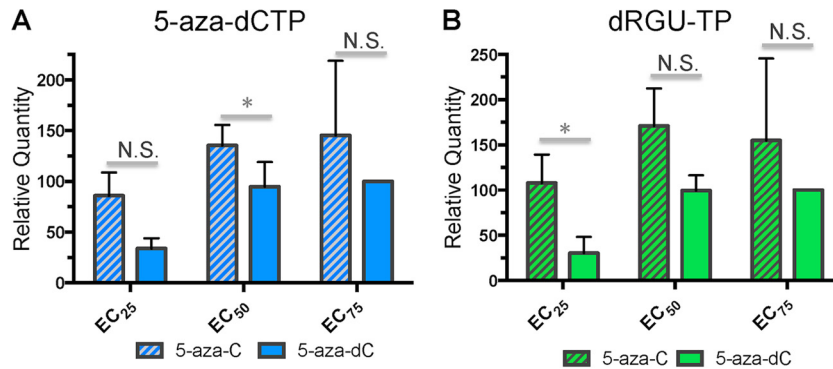 A 5-aza-dCTP
Relative Quantity
200
150
100
50
0
N.S.
*
N.S.
EC25
EC50
EC75
5-aza-C 5-aza-dC
B dRGU-TP
Relative Quantity
250
200
150
100
50
0
*
N.S.
N.S.
EC25
EC50
EC75
5-aza-C 5-aza-dC